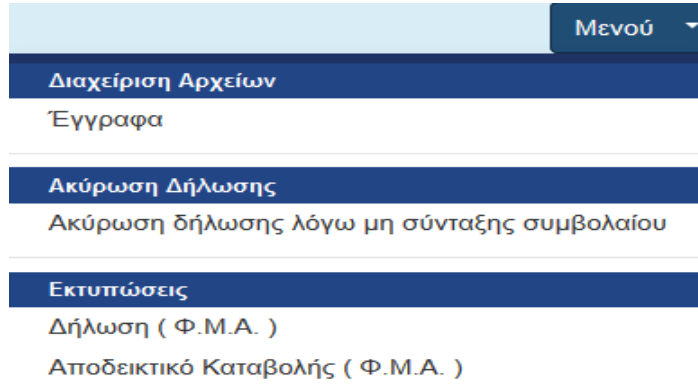 Μενού
Διαχείριση Αρχείων
Έγγραφα
Ακύρωση Δήλωσης
Ακύρωση δήλωσης λόγω μη σύνταξης συμβολαίου
Εκτυπώσεις
Δήλωση ( Φ.Μ.Α. )
Αποδεικτικό Καταβολής ( Φ.Μ.Α. )